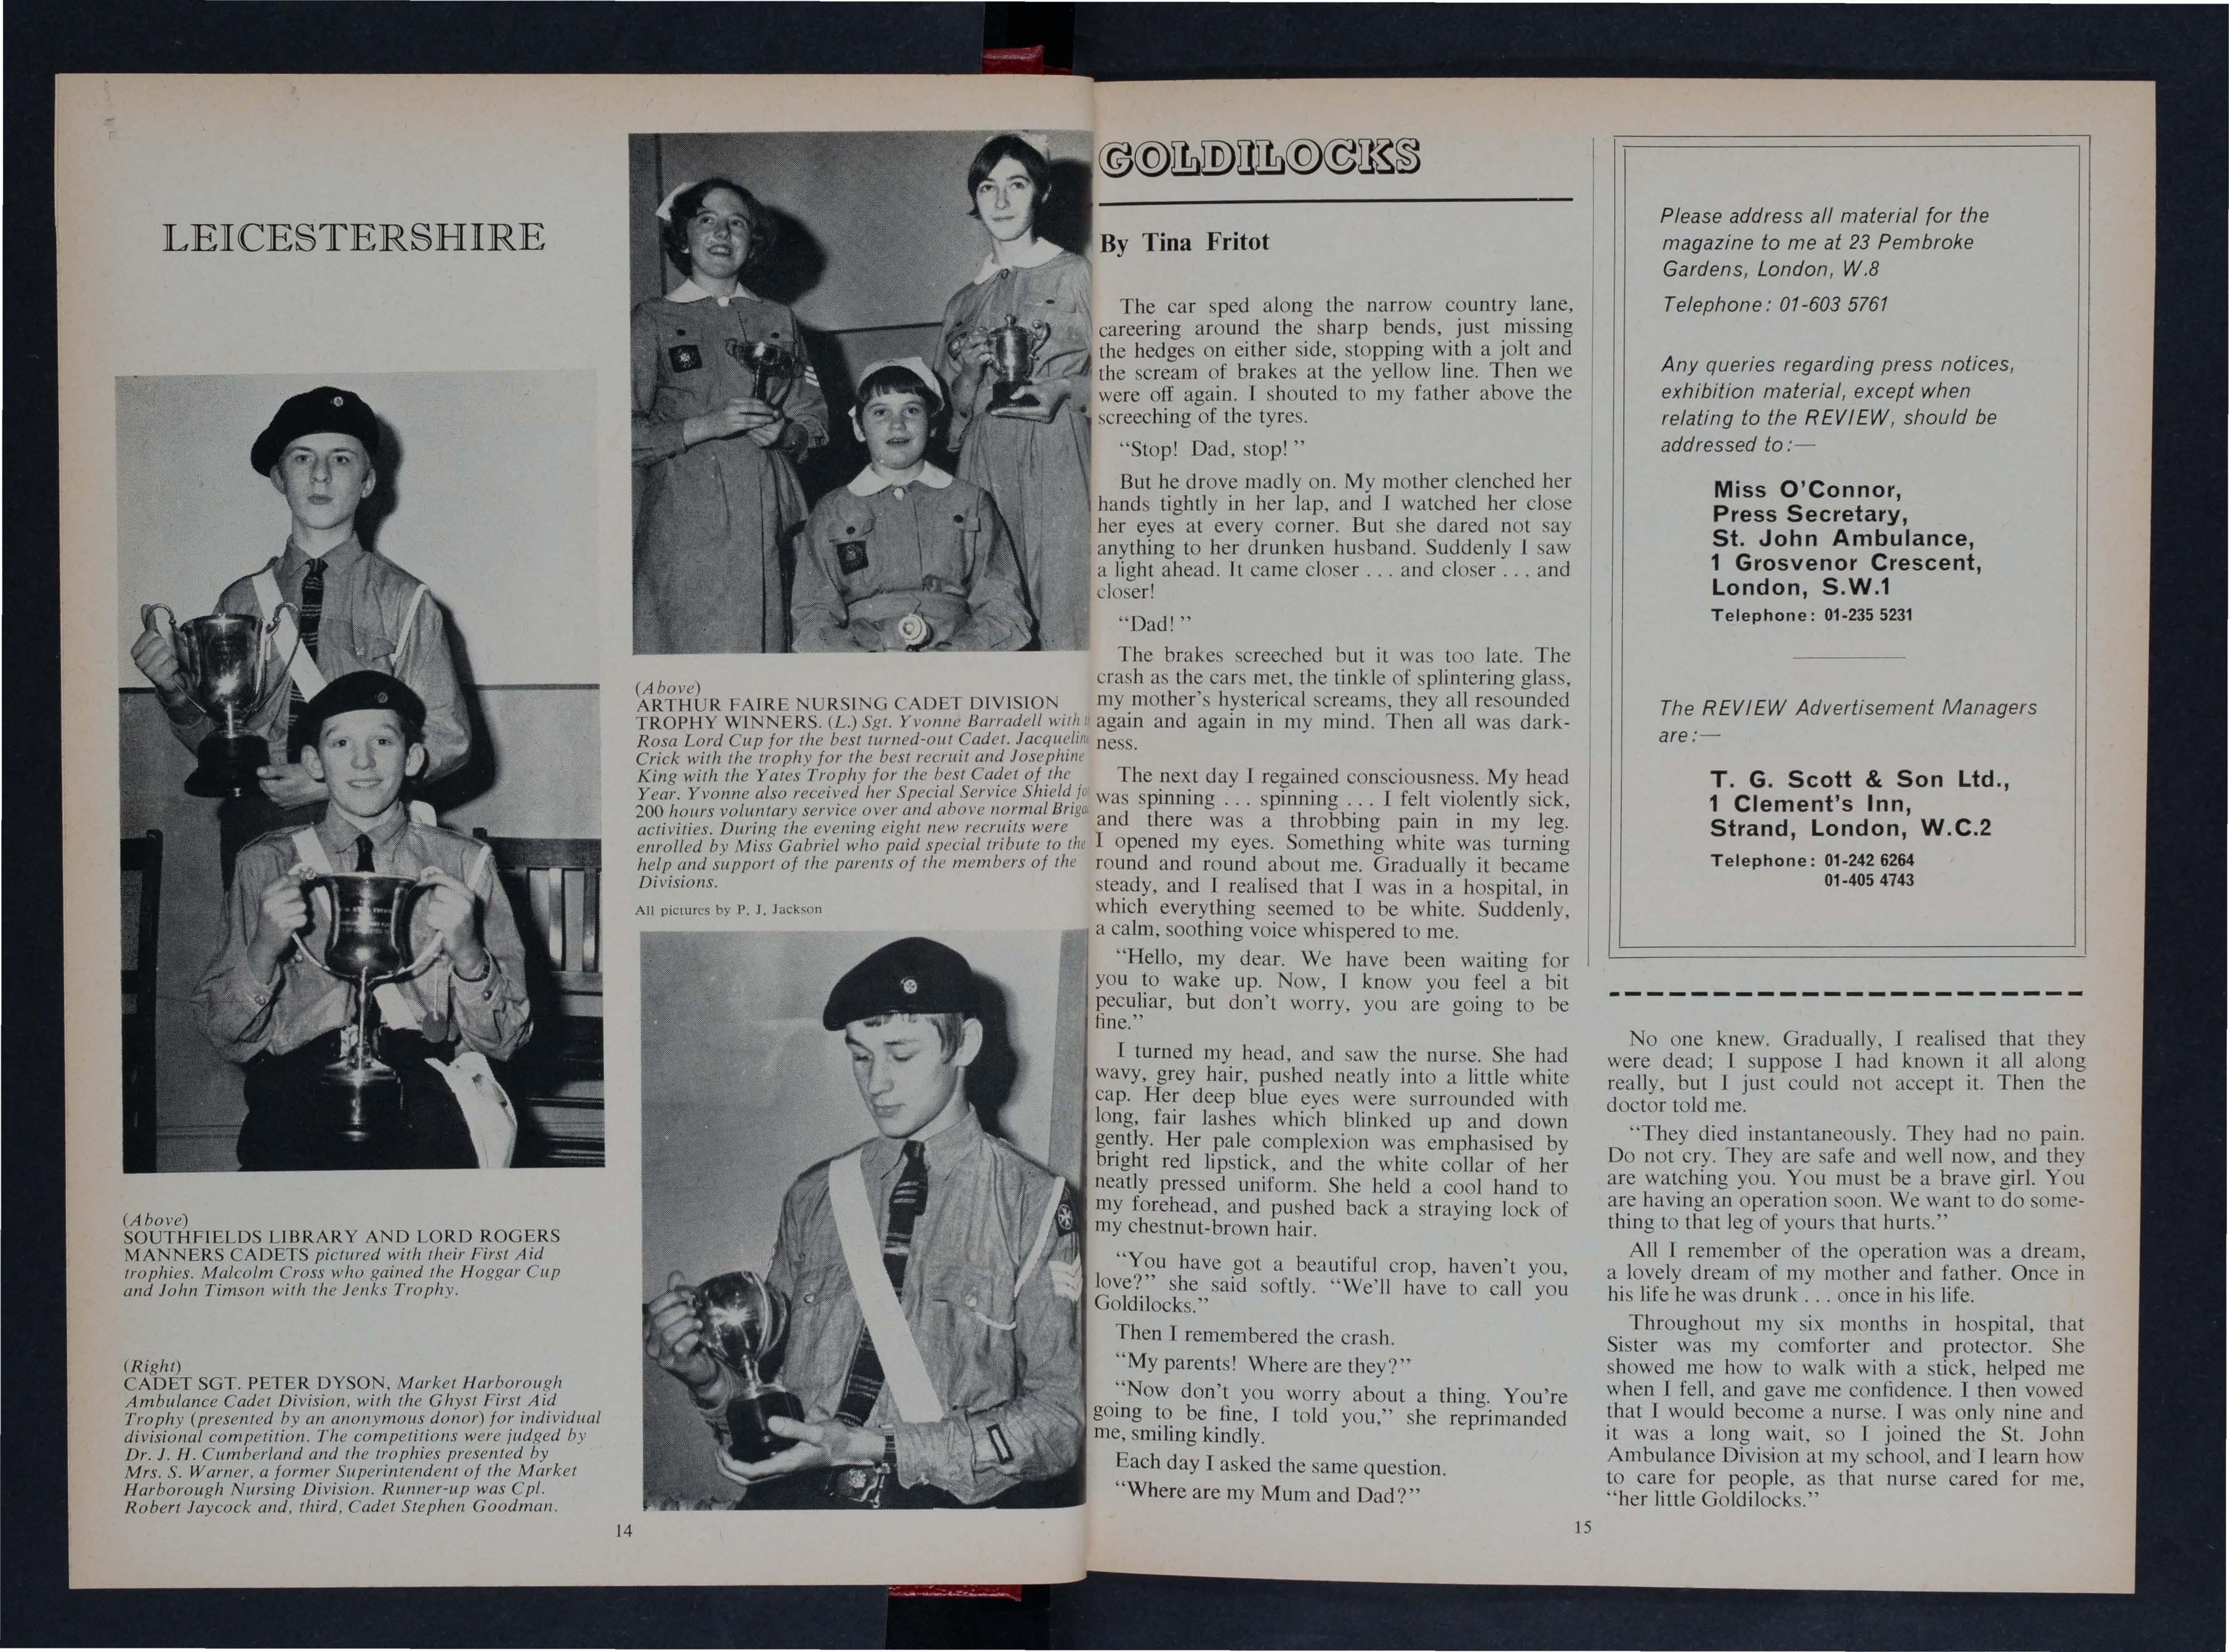 LEICESTERSHIRE
(Above)
SOUTHFIELDS LIBRARY AND LORD ROGERS
MANNERS CADETS pictured with their First Aid
trophies. Malcolm Cross who gained the Hoggar Cup
and John Timson with the Jenks Trophy.
(Right)
CADET SGT. PETER DYSON, Market Harborough
Ambulance Cadet Division, with the Ghyst First Aid
Trophy (presented by an anonymous donor) for individual
divisional competition. The competitions were judged by
Dr. J. H. Cumberland and the trophies presented by
Mrs. S. Warner, a former Superintendent of the Market
Harborough Nursing Division. Runner-up was Cpl.
Robert Jaycock and, third, Cadet Stephen Goodman.
(Above)
ARTHUR FAIRE NURSING CADET DIVISION
TROPHY WINNERS. (L.) Sgt. Yvonne Barradell with
Rosa Lord Cup for the best turned-out Cadet. Jacquelin
Crick with the trophy for the best recruit and Josephine
King with the Yates Trophy for the best Cadet of the
Year. Yvonne also received her Special Service Shield fo
200 hours voluntary service over and above normal Briga
activities. During the evening eight new recruits were
enrolled by Miss Gabriel who paid special tribute to the
help and support of the parents of the members of the
Divisions.
All pictures by P. J. Jackson
14
GOLDILOCKS
By Tina Fritot
The car sped along the narrow country lane,
careering around the sharp bends, just missing
the hedges on either side, stopping with a jolt and
the scream of brakes at the yellow line. Then we
were off again. I shouted to my father above the
screeching of the tyres.
"Stop! Dad, stop!"
But he drove madly on. My mother clenched her
hands tightly in her lap, and I watched her close
her eyes at every corner. But she dared not say
anything to her drunken husband. Suddenly I saw
a light ahead. It came closer . . . and closer . . . and
closer!
"Dad!"
The brakes screeched but it was too late. The
crash as the cars met, the tinkle of splintering glass,
my mother's hysterical screams, they all resounded
again and again in my mind. Then all was dark-
ness.
The next day I regained consciousness. My head
was spinning . . . spinning . . . I felt violently sick,
and there was a throbbing pain in my leg.
I opened my eyes. Something white was turning
round and round about me. Gradually it became
steady, and I realised that I was in a hospital, in
which everything seemed to be white. Suddenly,
a calm, soothing voice whispered to me.
"Hello, my dear. We have been waiting for
you to wake up. Now, I know you feel a bit
peculiar, but don't worry, you are going to be
fine."
I turned my head, and saw the nurse. She had
wavy, grey hair, pushed neatly into a little white
cap. Her deep blue eyes were surrounded with
long, fair lashes which blinked up and down
gently. Her pale complexion was emphasised by
bright red lipstick, and the white collar of her
neatly pressed uniform. She held a cool hand to
my forehead, and pushed back a straying lock of
my chestnut-brown hair.
"You have got a beautiful crop, haven't you,
love?" she said softly. "We'll have to call you
Goldilocks."
Then I remembered the crash.
"My parents! Where are they?"
"Now don't you worry about a thing. You're
going to be fine, I told you," she reprimanded
me, smiling kindly.
Each day I asked the same question.
"Where are my Mum and Dad?"
Please address all material for the
magazine to me at 23 Pembroke
Gardens, London, W.8
Telephone: 01-603 5761
Any queries regarding press notices,
exhibition material, except when
relating to the REVIEW, should be
addressed to:—
Miss O'Connor,
Press Secretary,
St. John Ambulance,
1 Grosvenor Crescent,
London, S.W.1
Telephone: 01-235 5231
The REVIEW Advertisement Managers
are:—
T. G. Scott & Son Ltd.,
1 Clement's Inn,
Strand, London, W.C.2
Telephone: 01-242 6264
01-405 4743
No one knew. Gradually, I realised that they
were dead; I suppose I had known it all along
really, but I just could not accept it. Then the
doctor told me.
"They died instantaneously. They had no pain.
Do not cry. They are safe and well now, and they
are watching you. You must be a brave girl. You
are having an operation soon. We want to do some-
thing to that leg of yours that hurts."
All I remember of the operation was a dream,
a lovely dream of my mother and father. Once in
his life he was drunk . . . once in his life.
Throughout my six months in hospital, that
Sister was my comforter and protector. She
showed me how to walk with a stick, helped me
when I fell, and gave me confidence. I then vowed
that I would become a nurse. I was only nine and
it was a long wait, so I joined the St. John
Ambulance Division at my school, and I learn how
to care for people, as that nurse cared for me,
"her little Goldilocks."
15